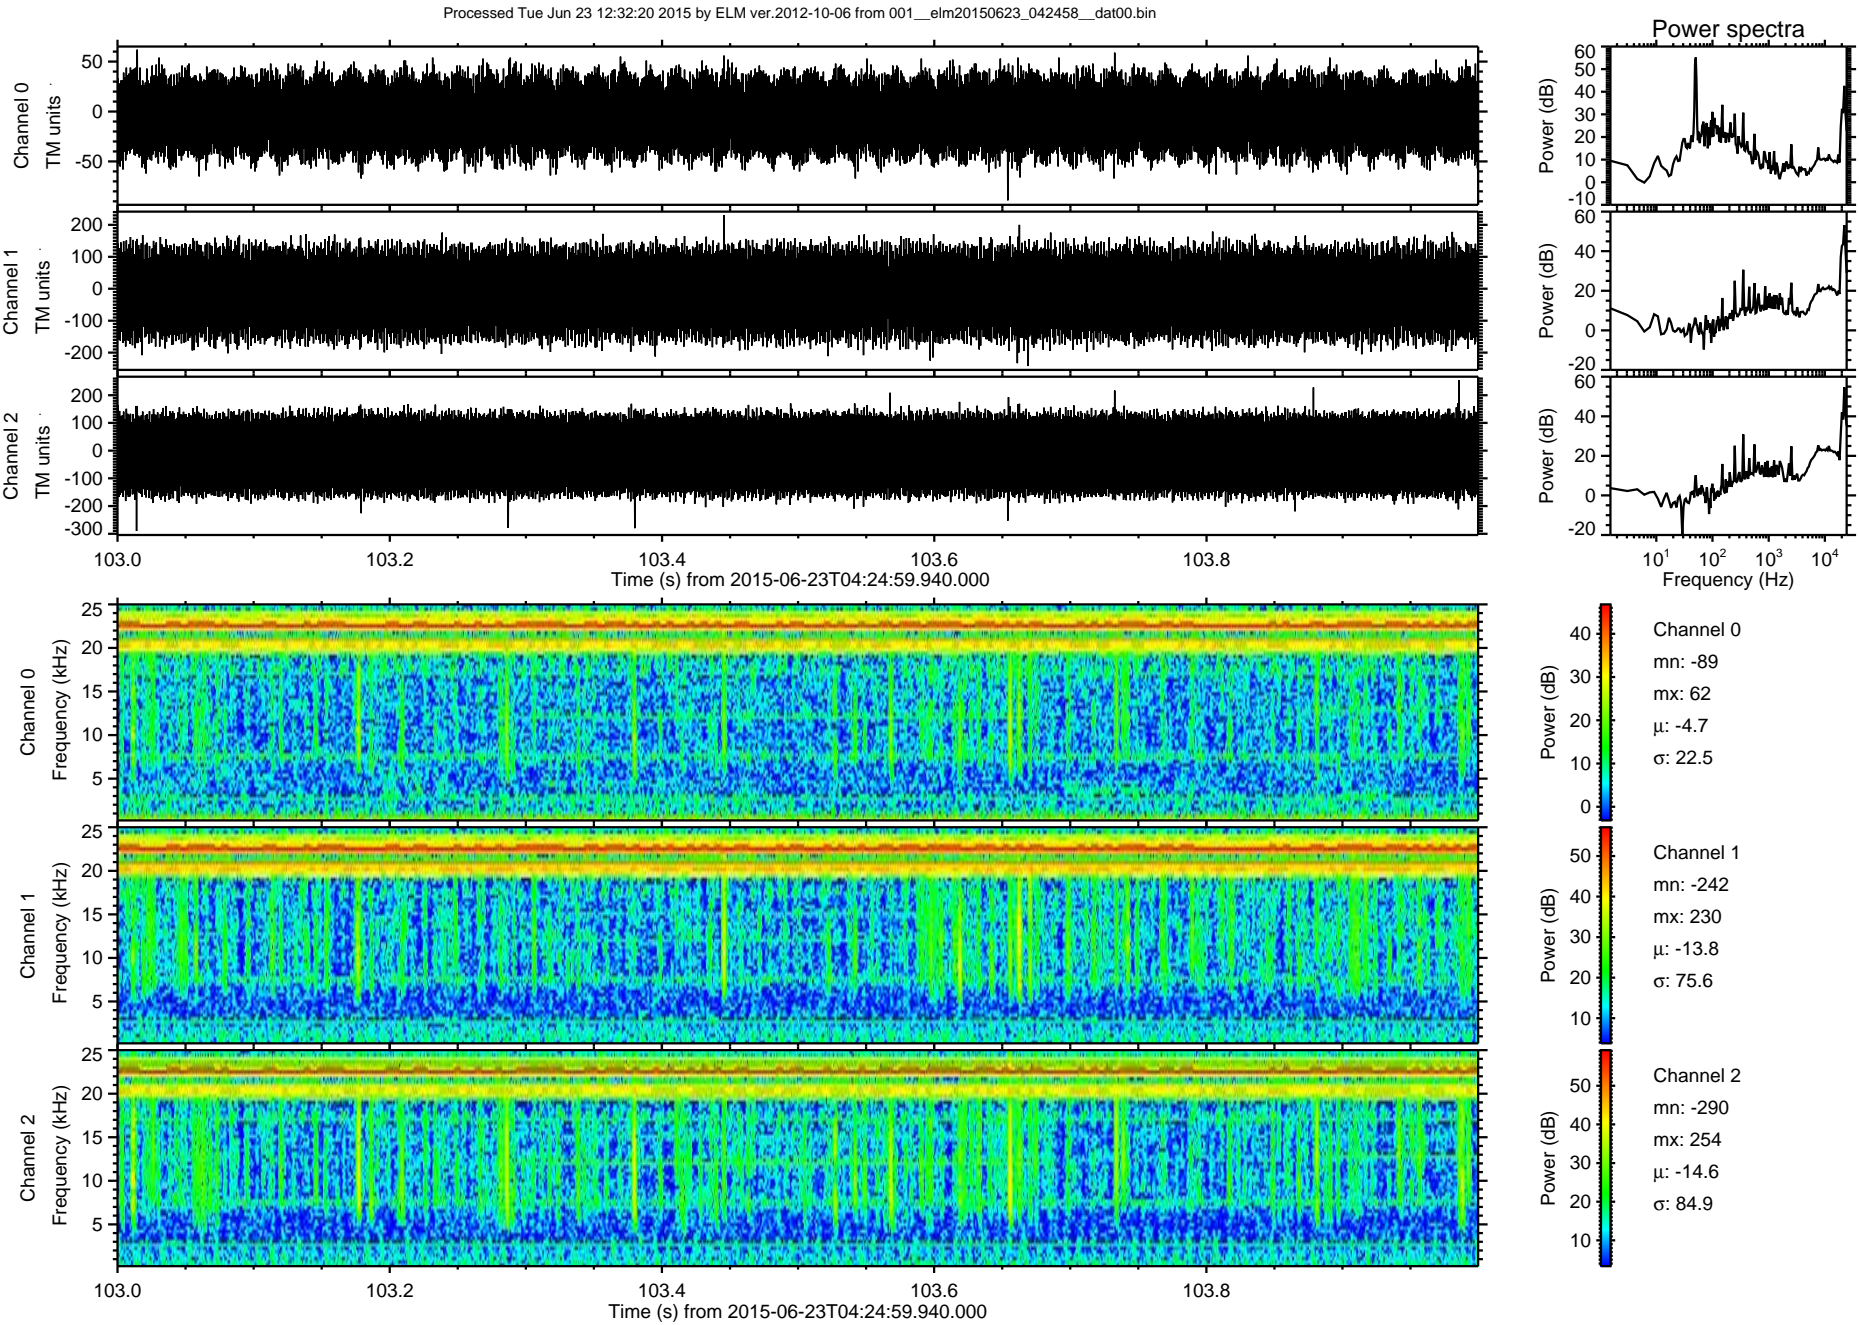 Processed Tue Jun 23 12:32:20 2015 by ELM ver.2012-10-06 from 001__elm20150623_042458__dat00.bin
Power spectra
Channel 0
TM units
50
0
-50
Power (dB)
60
50
40
30
20
10
0
-10
Channel 1
TM units
200
100
0
-100
-200
Power (dB)
60
40
20
0
-20
Channel 2
TM units
200
100
0
-100
-200
-300
Power (dB)
60
40
20
0
-20
103.0 103.2 103.4 103.6 103.8
Time (s) from 2015-06-23T04:24:59.940.000
10^1 10^2 10^3 10^4
Frequency (Hz)
Channel 0
Frequency (kHz)
25
20
15
10
5
Power (dB)
40
30
20
10
0
Channel 0
mn: -89
mx: 62
μ: -4.7
σ: 22.5
Channel 1
Frequency (kHz)
25
20
15
10
5
Power (dB)
50
40
30
20
10
Channel 1
mn: -242
mx: 230
μ: -13.8
σ: 75.6
Channel 2
Frequency (kHz)
25
20
15
10
5
Power (dB)
50
40
30
20
10
Channel 2
mn: -290
mx: 254
μ: -14.6
σ: 84.9
103.0 103.2 103.4 103.6 103.8
Time (s) from 2015-06-23T04:24:59.940.000